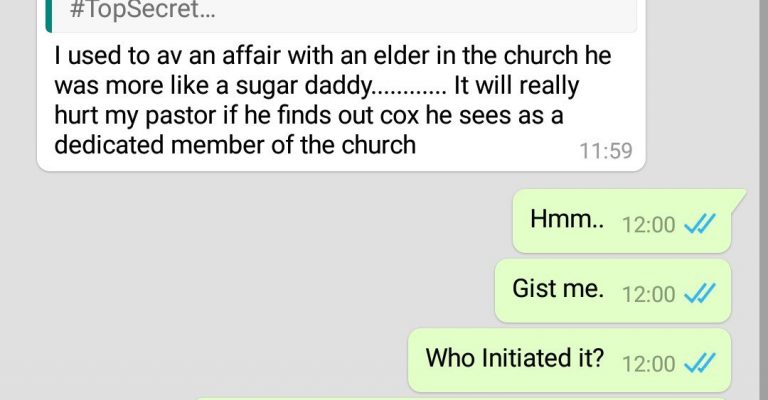 #TopSecret...
I used to av an affair with an elder in the church he
was more like a sugar daddy............ It will really
hurt my pastor if he finds out cox he sees as a
dedicated member of the church
11:59
Hmm.. 12:00
Gist me. 12:00
Who Initiated it? 12:00